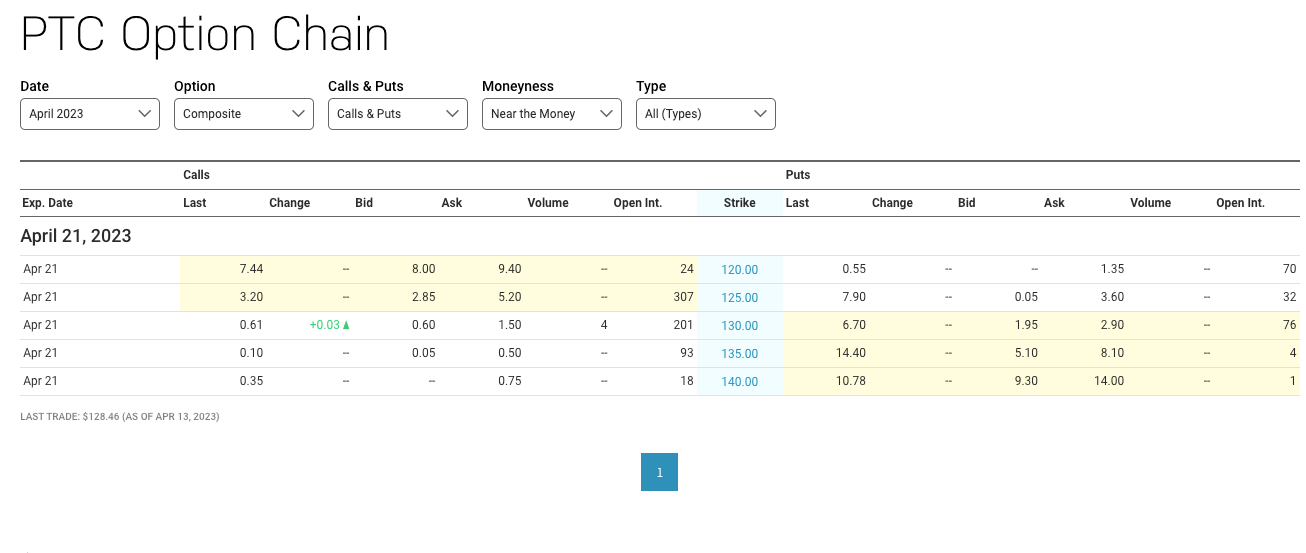 PTC Option Chain
Date Option Calls & Puts Moneyness Type
April 2023 Composite Calls & Puts Near the Money All (Types)
Calls Puts
Exp. Date Last Change Bid Ask Volume Open Int. Strike Last Change Bid Ask Volume Open Int.
April 21, 2023
Apr 21 7.44 -- 8.00 9.40 -- 24 120.00 0.55 -- -- 1.35 -- 70
Apr 21 3.20 -- 2.85 5.20 -- 307 125.00 7.90 -- 0.05 3.60 -- 32
Apr 21 0.61 +0.03▲ 0.60 1.50 4 201 130.00 6.70 -- 1.95 2.90 -- 76
Apr 21 0.10 -- 0.05 0.50 -- 93 135.00 14.40 -- 5.10 8.10 -- 4
Apr 21 0.35 -- -- 0.75 -- 18 140.00 10.78 -- 9.30 14.00 -- 1
LAST TRADE: $128.46 (AS OF APR 13, 2023)
1